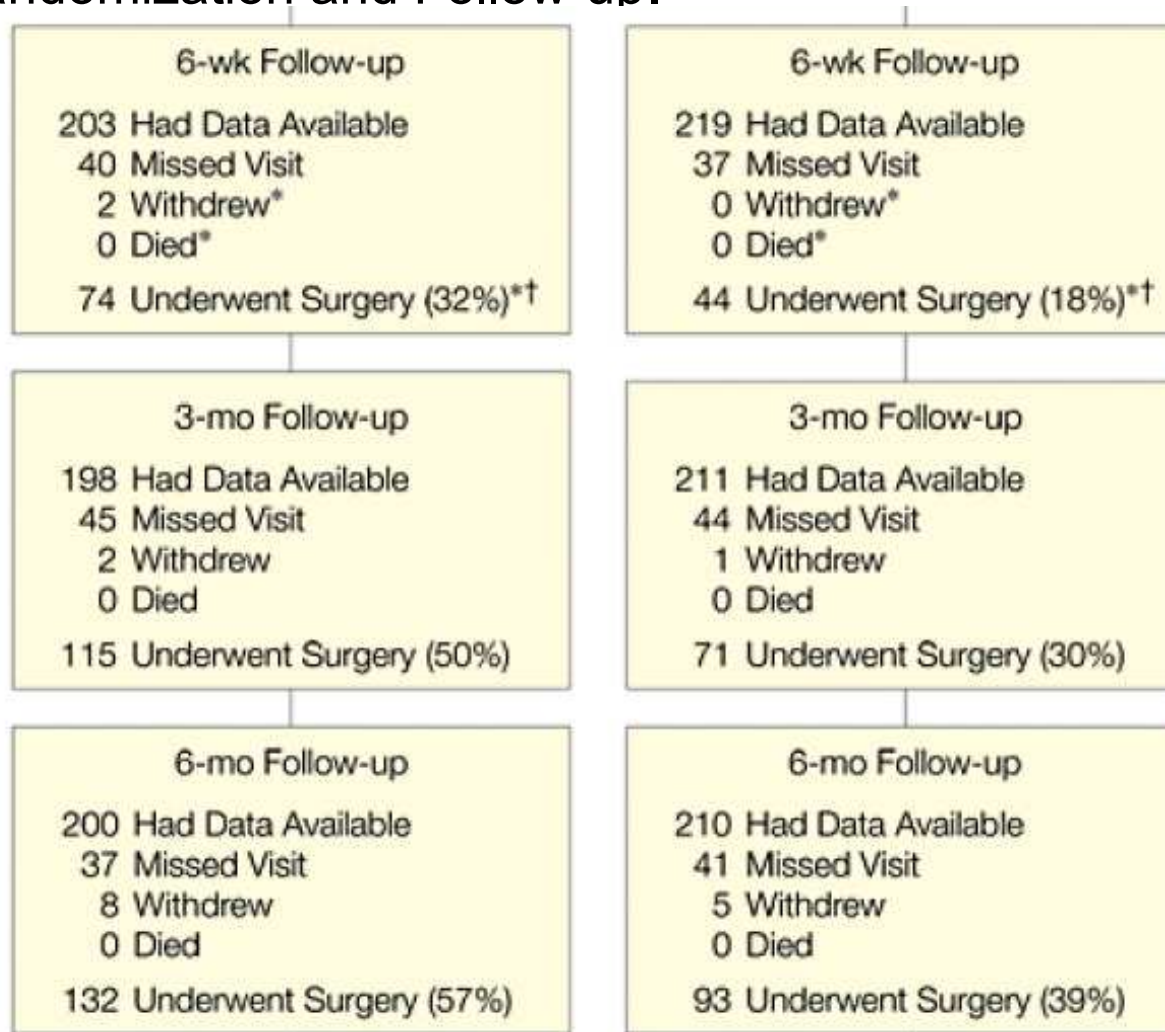 Randomization and Follow-up.
6-wk Follow-up
203 Had Data Available
40 Missed Visit
2 Withdrew*
0 Died*
74 Underwent Surgery (32%)*†
6-wk Follow-up
219 Had Data Available
37 Missed Visit
0 Withdrew*
0 Died*
44 Underwent Surgery (18%)*†
3-mo Follow-up
198 Had Data Available
45 Missed Visit
2 Withdrew
0 Died
115 Underwent Surgery (50%)
3-mo Follow-up
211 Had Data Available
44 Missed Visit
1 Withdrew
0 Died
71 Underwent Surgery (30%)
6-mo Follow-up
200 Had Data Available
37 Missed Visit
8 Withdrew
0 Died
132 Underwent Surgery (57%)
6-mo Follow-up
210 Had Data Available
41 Missed Visit
5 Withdrew
0 Died
93 Underwent Surgery (39%)